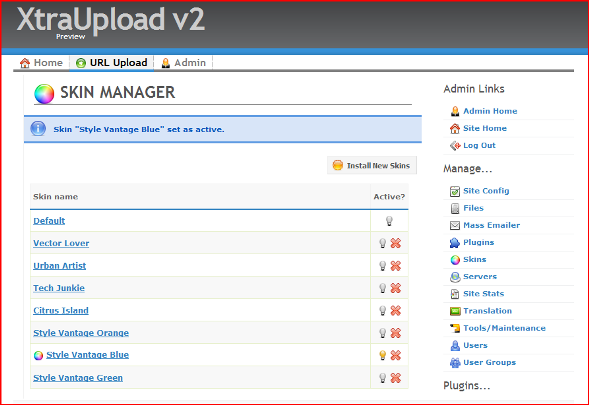 XtraUpload v2
Preview
Home URL Upload Admin
SKIN MANAGER
Skin "Style Vantage Blue" set as active.
Install New Skins
Skin name Active?
Default
Vector Lover
Urban Artist
Tech Junkie
Citrus Island
Style Vantage Orange
Style Vantage Blue
Style Vantage Green
Admin Links
Admin Home
Site Home
Log Out
Manage...
Site Config
Files
Mass Emailer
Plugins
Skins
Servers
Site Stats
Translation
Tools/Maintenance
Users
User Groups
Plugins...